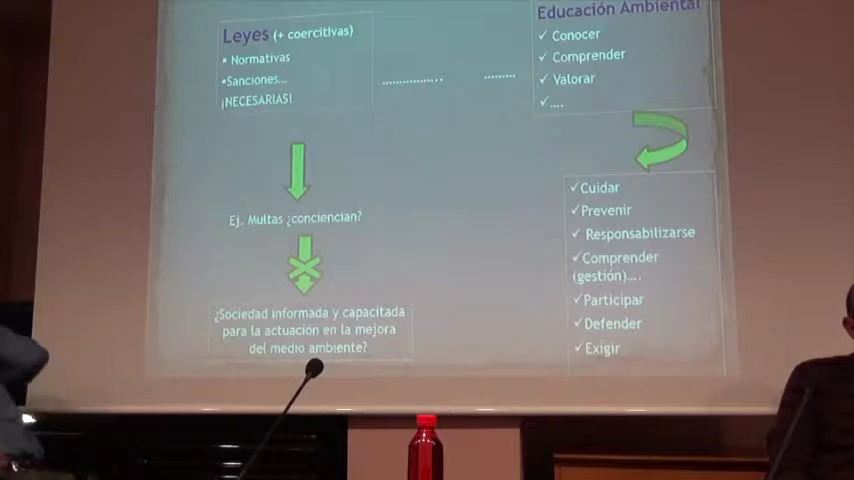 Leyes (+ coercitivas)
▪ Normativas
▪Sanciones...
¡NECESARIAS!
Ej. Multas ¿conciencian?
¿Sociedad informada y capacitada
para la actuación en la mejora
del medio ambiente?
................
.........
Educación Ambiental
✓ Conocer
✓ Comprender
✓ Valorar
✓....
✓Cuidar
✓Prevenir
✓ Responsabilizarse
✓Comprender
(gestión)....
✓Participar
✓Defender
✓Exigir